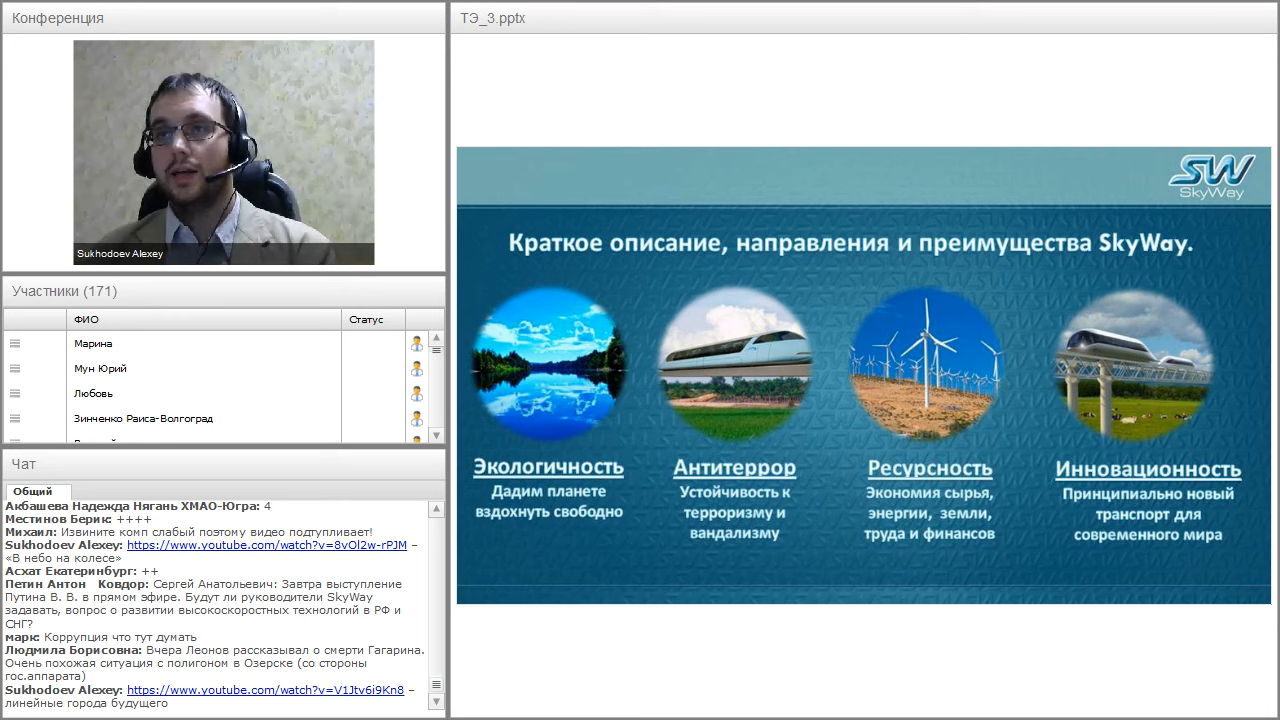 Конференция
Sukhodoev Alexey
Участники (171)
ФИО Статус
Марина
Мун Юрий
Любовь
Зинченко Раиса-Волгоград
Чат
Общий
Акбашева Надежда Нягань ХМАО-Югра: 4
Местинов Берик: ++++
Михаил: Извините комп слабый поэтому видео подтупливает!
Sukhodoev Alexey: https://www.youtube.com/watch?v=8vOl2w-rPJM –
«В небо на колесе»
Асхат Екатеринбург: ++
Петин Антон Ковдор: Сергей Анатольевич: Завтра выступление
Путина В. В. в прямом эфире. Будут ли руководители SkyWay
задавать, вопрос о развитии высокоскоростных технологий в РФ и
СНГ?
марк: Коррупция что тут думать
Людмила Борисовна: Вчера Леонов рассказывал о смерти Гагарина.
Очень похожая ситуация с полигоном в Озерске (со стороны
гос.аппарата)
Sukhodoev Alexey: https://www.youtube.com/watch?v=V1Jtv6i9Kn8 –
линейные города будущего
ТЭ_3.pptx
SW
SkyWay
Краткое описание, направления и преимущества SkyWay.
Экологичность
Дадим планете
вздохнуть свободно
Антитеррор
Устойчивость к
терроризму и
вандализму
Ресурсность
Экономия сырья,
энергии, земли,
труда и финансов
Инновационность
Принципиально новый
транспорт для
современного мира